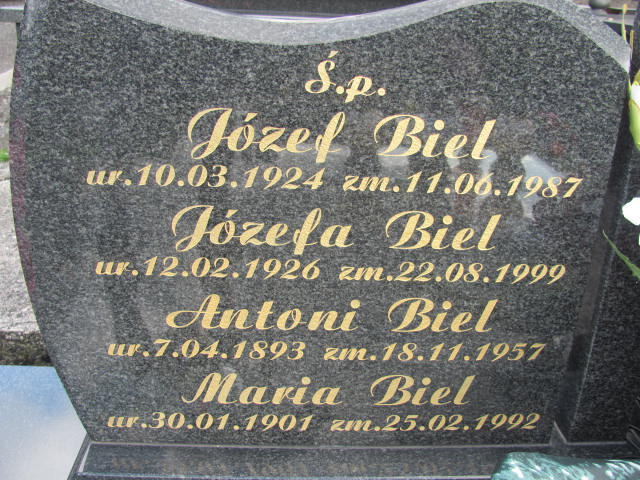 Ś.p.
Józef Biel
ur.10.03.1924 zm.11.06.1987
Józefa Biel
ur.12.02.1926 zm.22.08.1999
Antoni Biel
ur.7.04.1893 zm.18.11.1957
Maria Biel
ur.30.01.1901 zm.25.02.1992